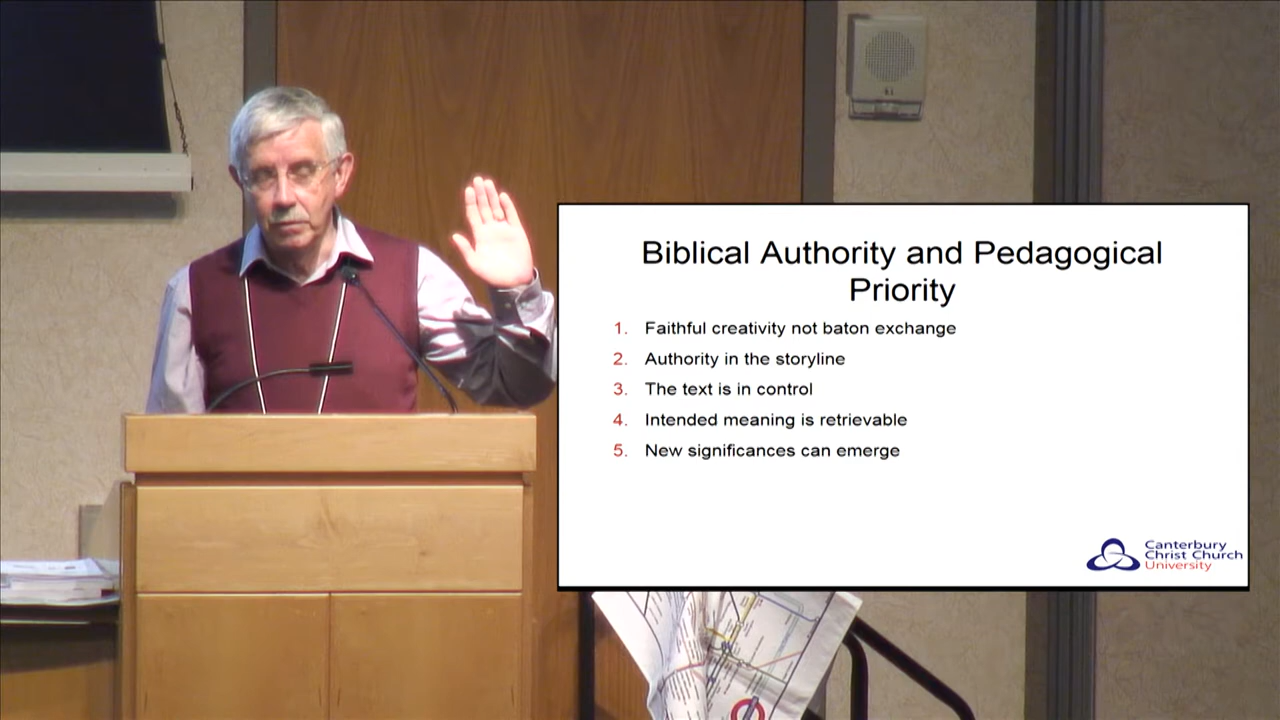 Biblical Authority and Pedagogical
Priority
1. Faithful creativity not baton exchange
2. Authority in the storyline
3. The text is in control
4. Intended meaning is retrievable
5. New significances can emerge
Canterbury
Christ Church
University